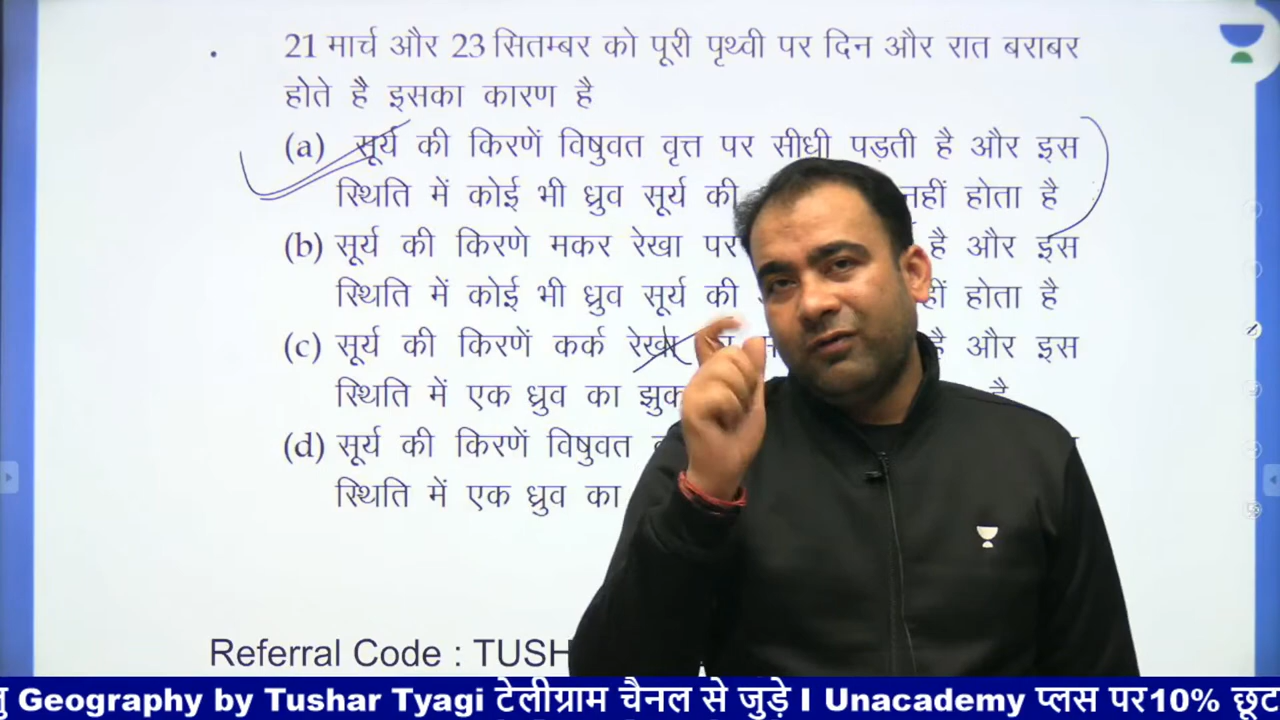 21 मार्च और 23 सितम्बर को पूरी पृथ्वी पर दिन और रात बराबर
होते है इसका कारण है
(a) सूर्य की किरणें विषुवत वृत्त पर सीधी पड़ती है और इस
स्थिति में कोई भी ध्रुव सूर्य की नहीं होता है
(b) सूर्य की किरणे मकर रेखा पर है और इस
स्थिति में कोई भी ध्रुव सूर्य की होता है
(c) सूर्य की किरणें कर्क रेखा है और इस
स्थिति में एक ध्रुव का है
(d) सूर्य की किरणें विषुवत
स्थिति में एक ध्रुव का
Referral Code : TUSH
Geography by Tushar Tyagi टेलीग्राम चैनल से जुड़े I Unacademy प्लस पर10% छूट